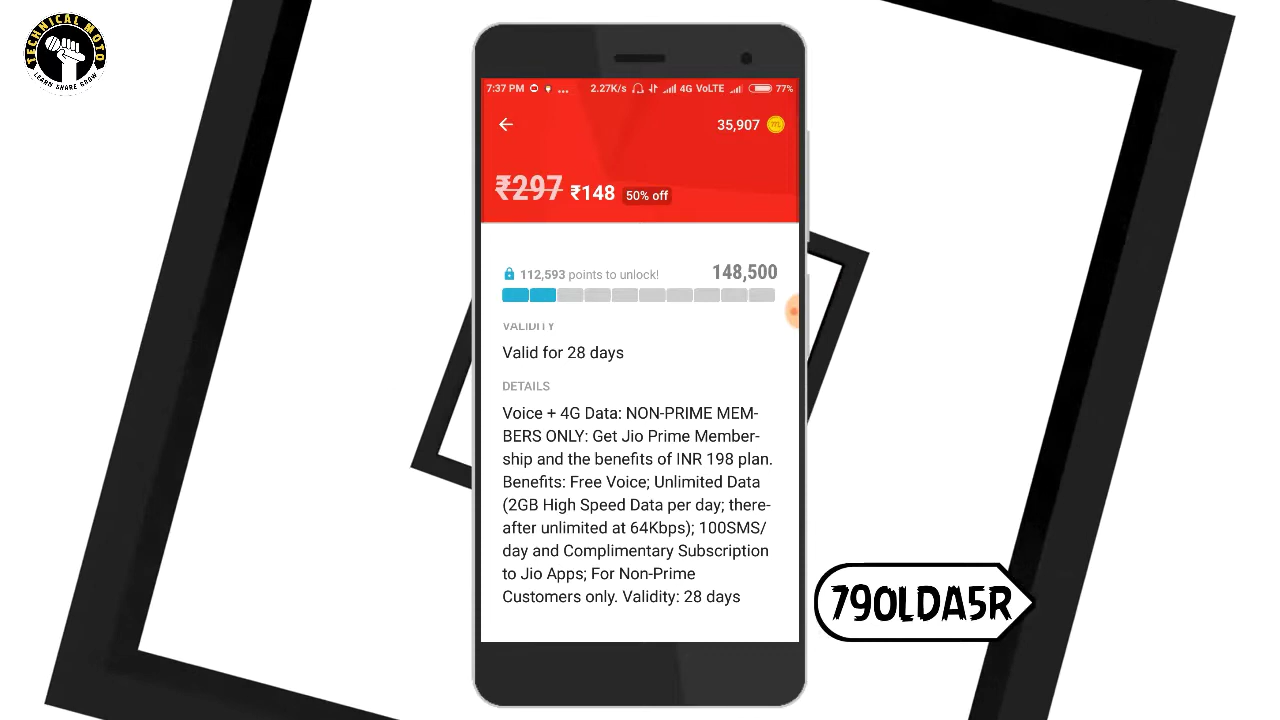 TECHNICAL MOTO
LEARN SHARE GROW
7:37 PM ... 2.27K/s 4G VoLTE 77%
35,907
₹297 ₹148 50% off
112,593 points to unlock! 148,500
VALIDITY
Valid for 28 days
DETAILS
Voice + 4G Data: NON-PRIME MEM-
BERS ONLY: Get Jio Prime Member-
ship and the benefits of INR 198 plan.
Benefits: Free Voice; Unlimited Data
(2GB High Speed Data per day; there-
after unlimited at 64Kbps); 100SMS/
day and Complimentary Subscription
to Jio Apps; For Non-Prime
Customers only. Validity: 28 days
790LDA5R